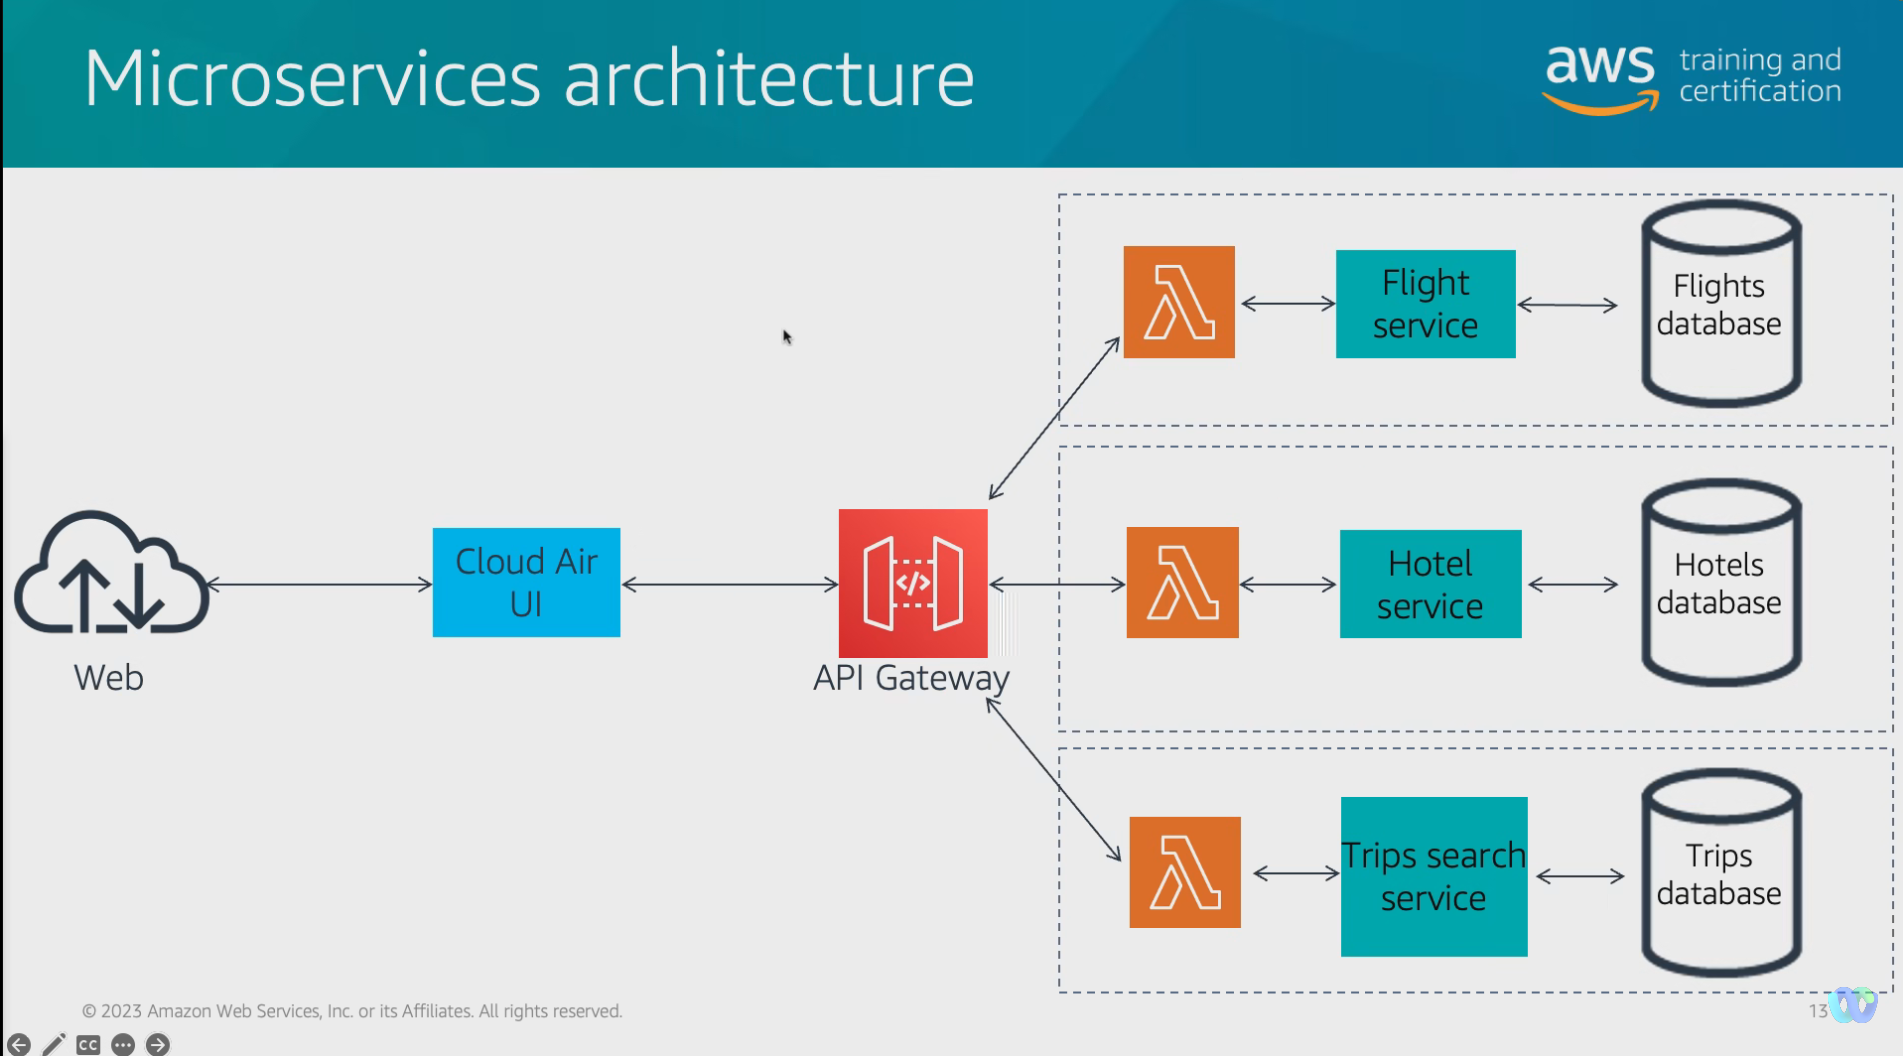 Microservices architecture
aws training and
certification
Flight
service
Flights
database
Cloud Air
UI
</>
Hotel
service
Hotels
database
Web
API Gateway
Trips search
service
Trips
database
© 2023 Amazon Web Services, Inc. or its Affiliates. All rights reserved.
13
CC